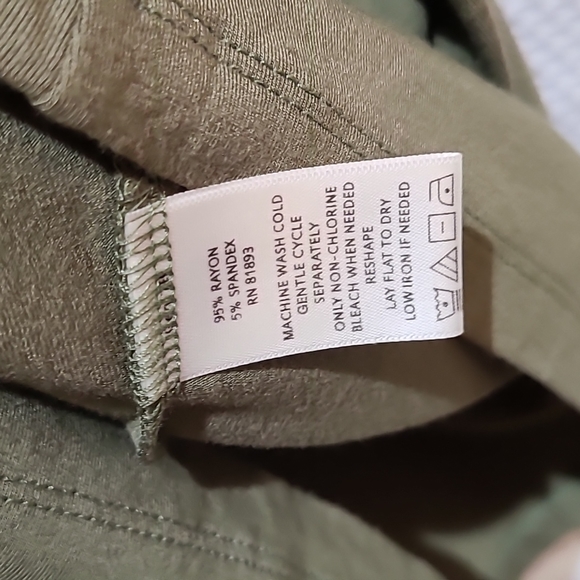 95% RAYON
5% SPANDEX
RN 81893
MACHINE WASH COLD
GENTLE CYCLE
SEPARATELY
ONLY NON-CHLORINE
BLEACH WHEN NEEDED
RESHAPE
LAY FLAT TO DRY
LOW IRON IF NEEDED